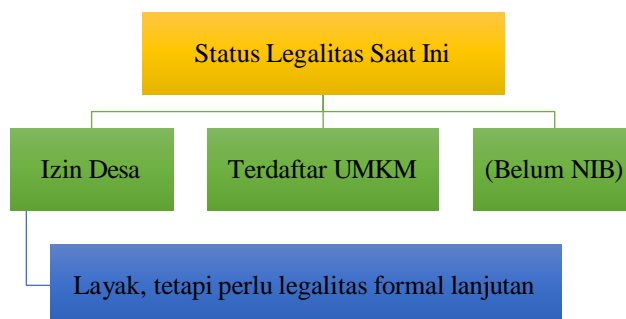 Status Legalitas Saat Ini
Izin Desa
Terdaftar UMKM
(Belum NIB)
Layak, tetapi perlu legalitas formal lanjutan